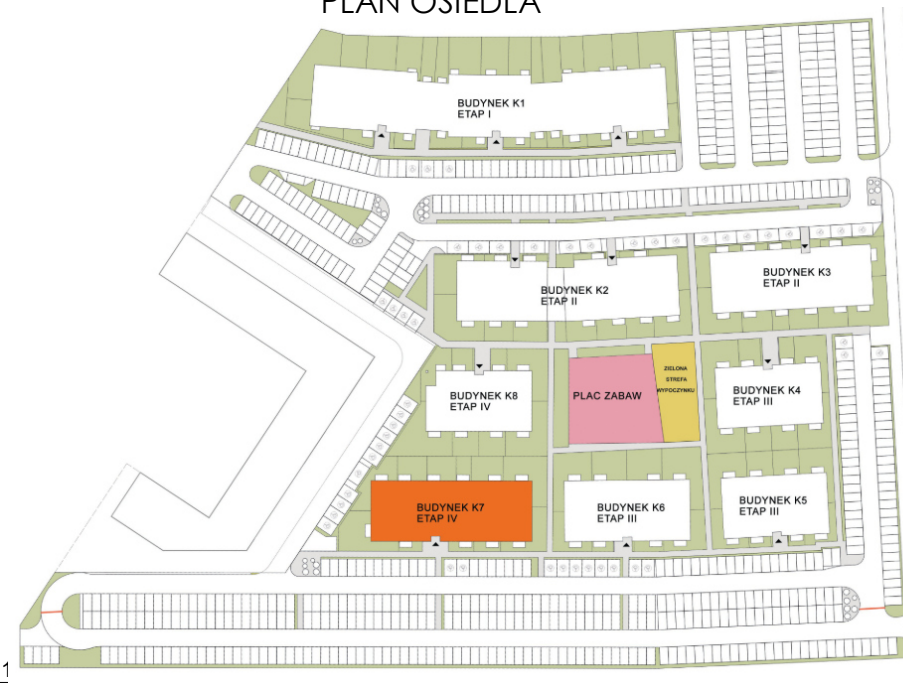 PLAN OSIEDLA
BUDYNEK K1
ETAP I
BUDYNEK K2
ETAP II
BUDYNEK K3
ETAP II
BUDYNEK K8
ETAP IV
PLAC ZABAW
ZIELONA
STREFA
WYPOCZYNKU
BUDYNEK K4
ETAP III
BUDYNEK K7
ETAP IV
BUDYNEK K6
ETAP III
BUDYNEK K5
ETAP III
1